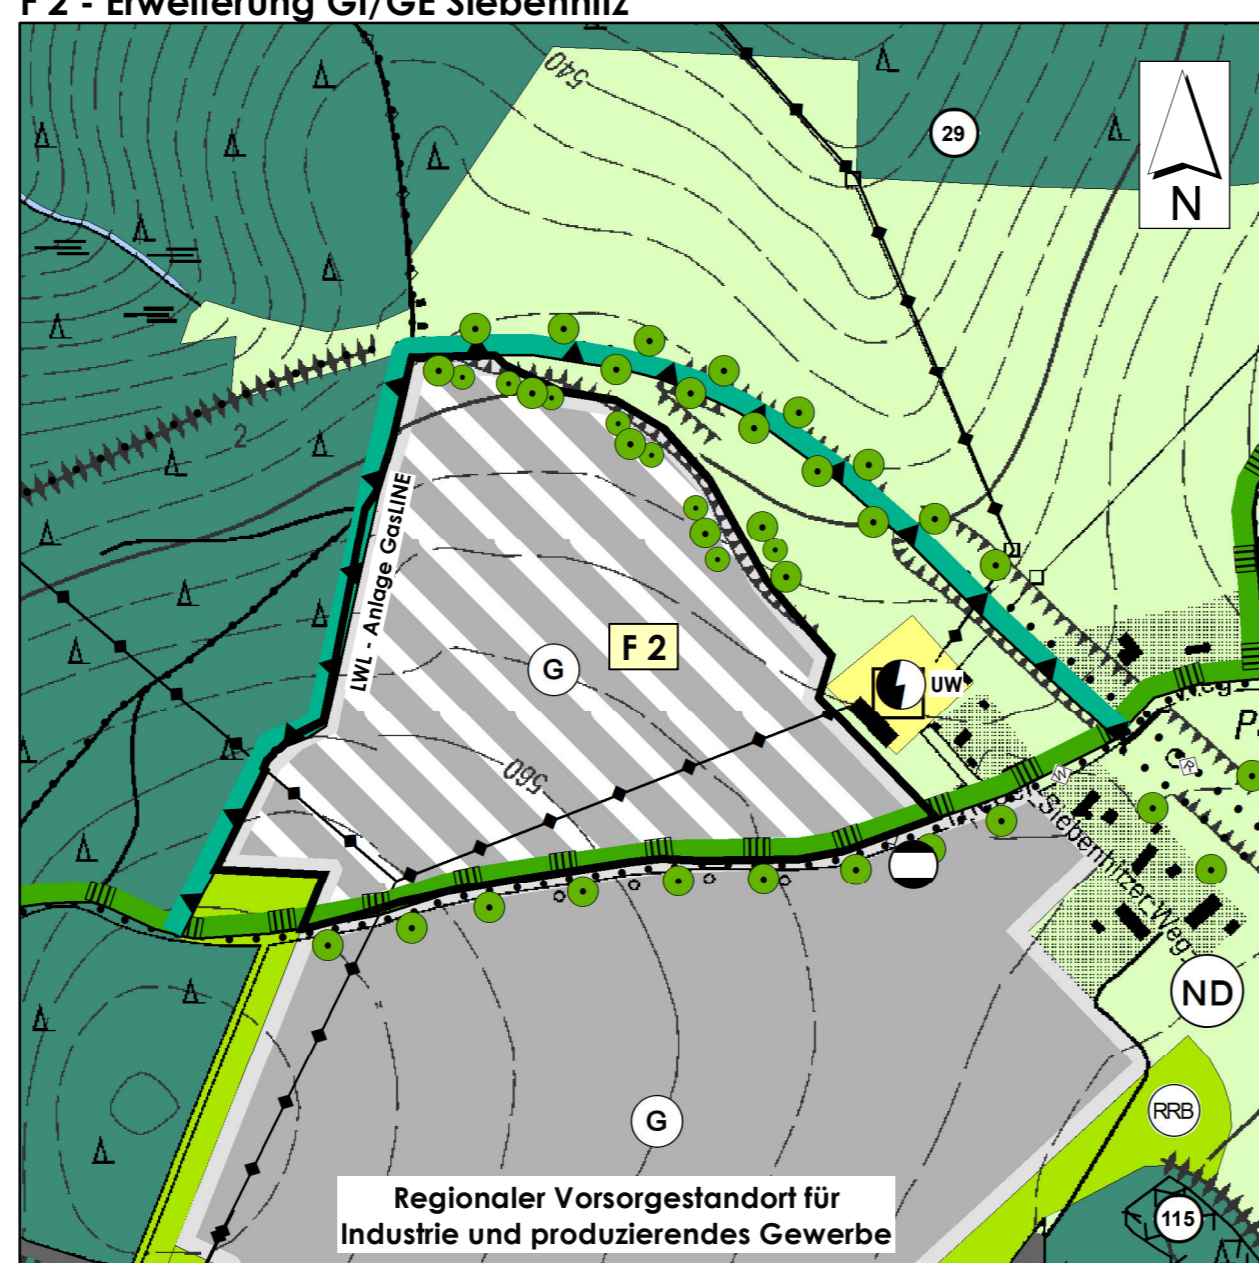 F 2 - Erweiterung GI/GE Siebenhitz
540
29
N
2
LWL - Anlage GasLINE
F 2
G
UW
560
W
R
Siebenhitzer Weg
ND
G
RRB
Regionaler Vorsorgestandort für
Industrie und produzierendes Gewerbe
115